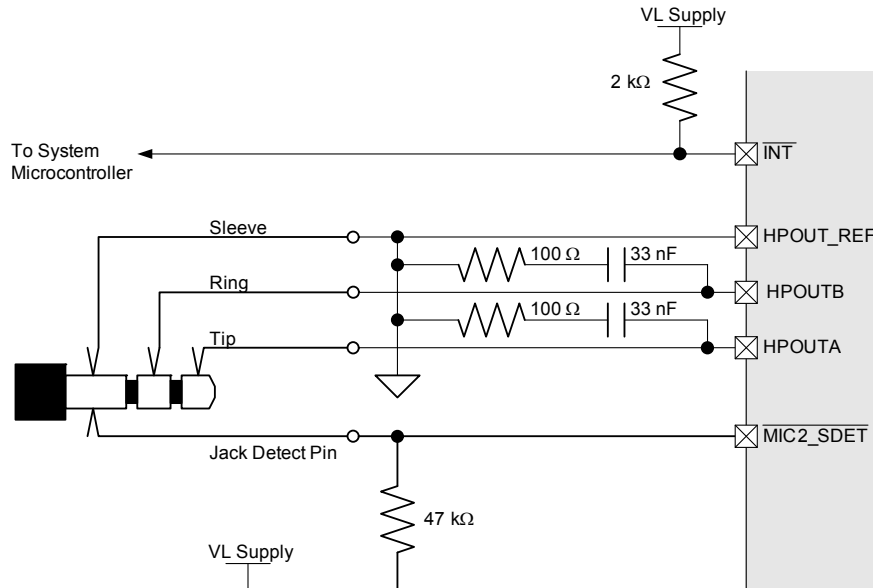 VL Supply
2 kΩ
To System
Microcontroller
INT
Sleeve
HPOUT_REF
100 Ω
33 nF
Ring
HPOUTB
100 Ω
33 nF
Tip
HPOUTA
Jack Detect Pin
MIC2_SDET
47 kΩ
VL Supply